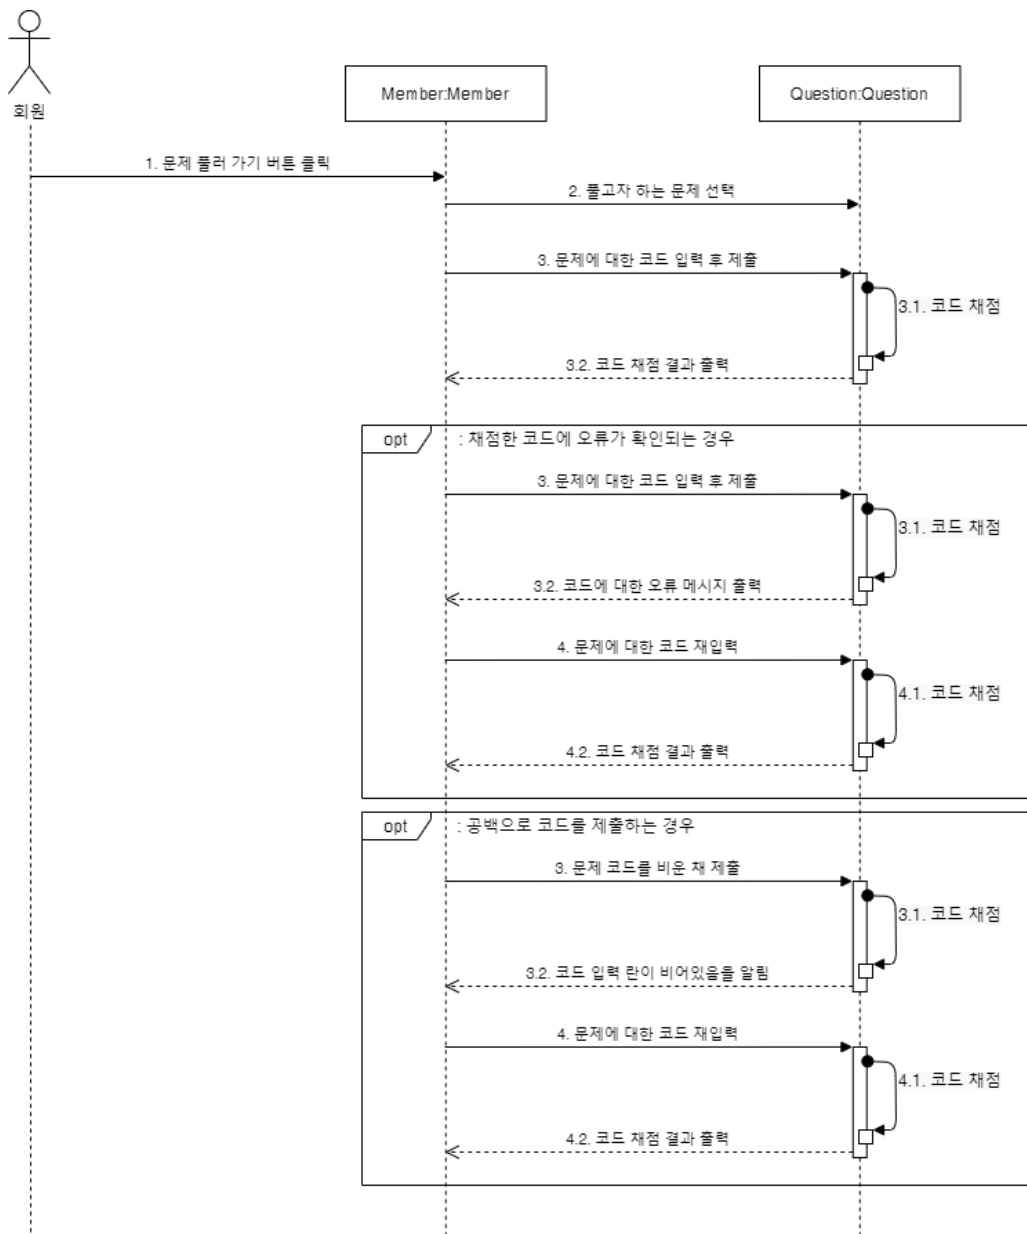 회원
Member:Member
Question:Question
1. 문제 풀러 가기 버튼 클릭
2. 풀고자 하는 문제 선택
3. 문제에 대한 코드 입력 후 제출
3.1. 코드 채점
3.2. 코드 채점 결과 출력
opt
: 채점한 코드에 오류가 확인되는 경우
3. 문제에 대한 코드 입력 후 제출
3.1. 코드 채점
3.2. 코드에 대한 오류 메시지 출력
4. 문제에 대한 코드 재입력
4.1. 코드 채점
4.2. 코드 채점 결과 출력
opt
: 공백으로 코드를 제출하는 경우
3. 문제 코드를 비운 채 제출
3.1. 코드 채점
3.2. 코드 입력 란이 비어있음을 알림
4. 문제에 대한 코드 재입력
4.1. 코드 채점
4.2. 코드 채점 결과 출력